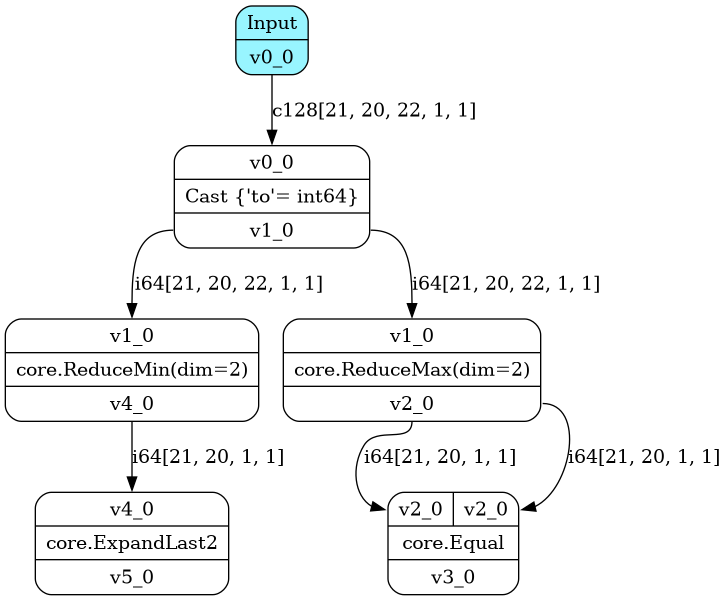 Input
v0_0
c128[21, 20, 22, 1, 1]
v0_0
Cast {'to'= int64}
v1_0
i64[21, 20, 22, 1, 1]
i64[21, 20, 22, 1, 1]
v1_0
core.ReduceMin(dim=2)
v4_0
v1_0
core.ReduceMax(dim=2)
v2_0
i64[21, 20, 1, 1]
i64[21, 20, 1, 1]
i64[21, 20, 1, 1]
v4_0
core.ExpandLast2
v5_0
v2_0 v2_0
core.Equal
v3_0